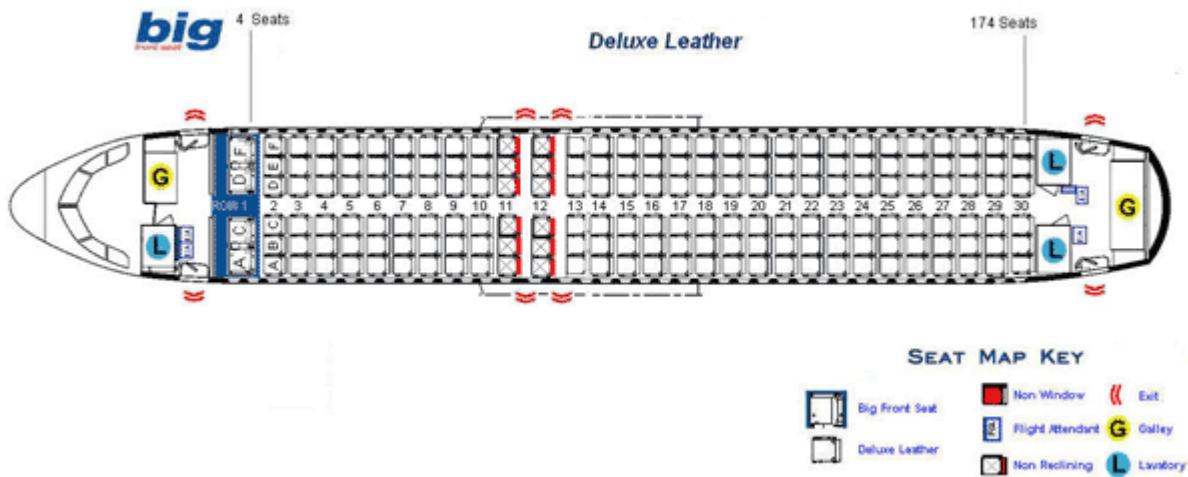 big
front seat
4 Seats
Deluxe Leather
174 Seats
G
L
ROW 1
D F
A C
F
E
D
2 3 4 5 6 7 8 9 10 11 12 13 14 15 16 17 18 19 20 21 22 23 24 25 26 27 28 29 30
C
B
A
L
L
G
SEAT MAP KEY
Big Front Seat
Deluxe Leather
Non Window
Flight Attendant
Non Reclining
Exit
G Galley
L Lavatory